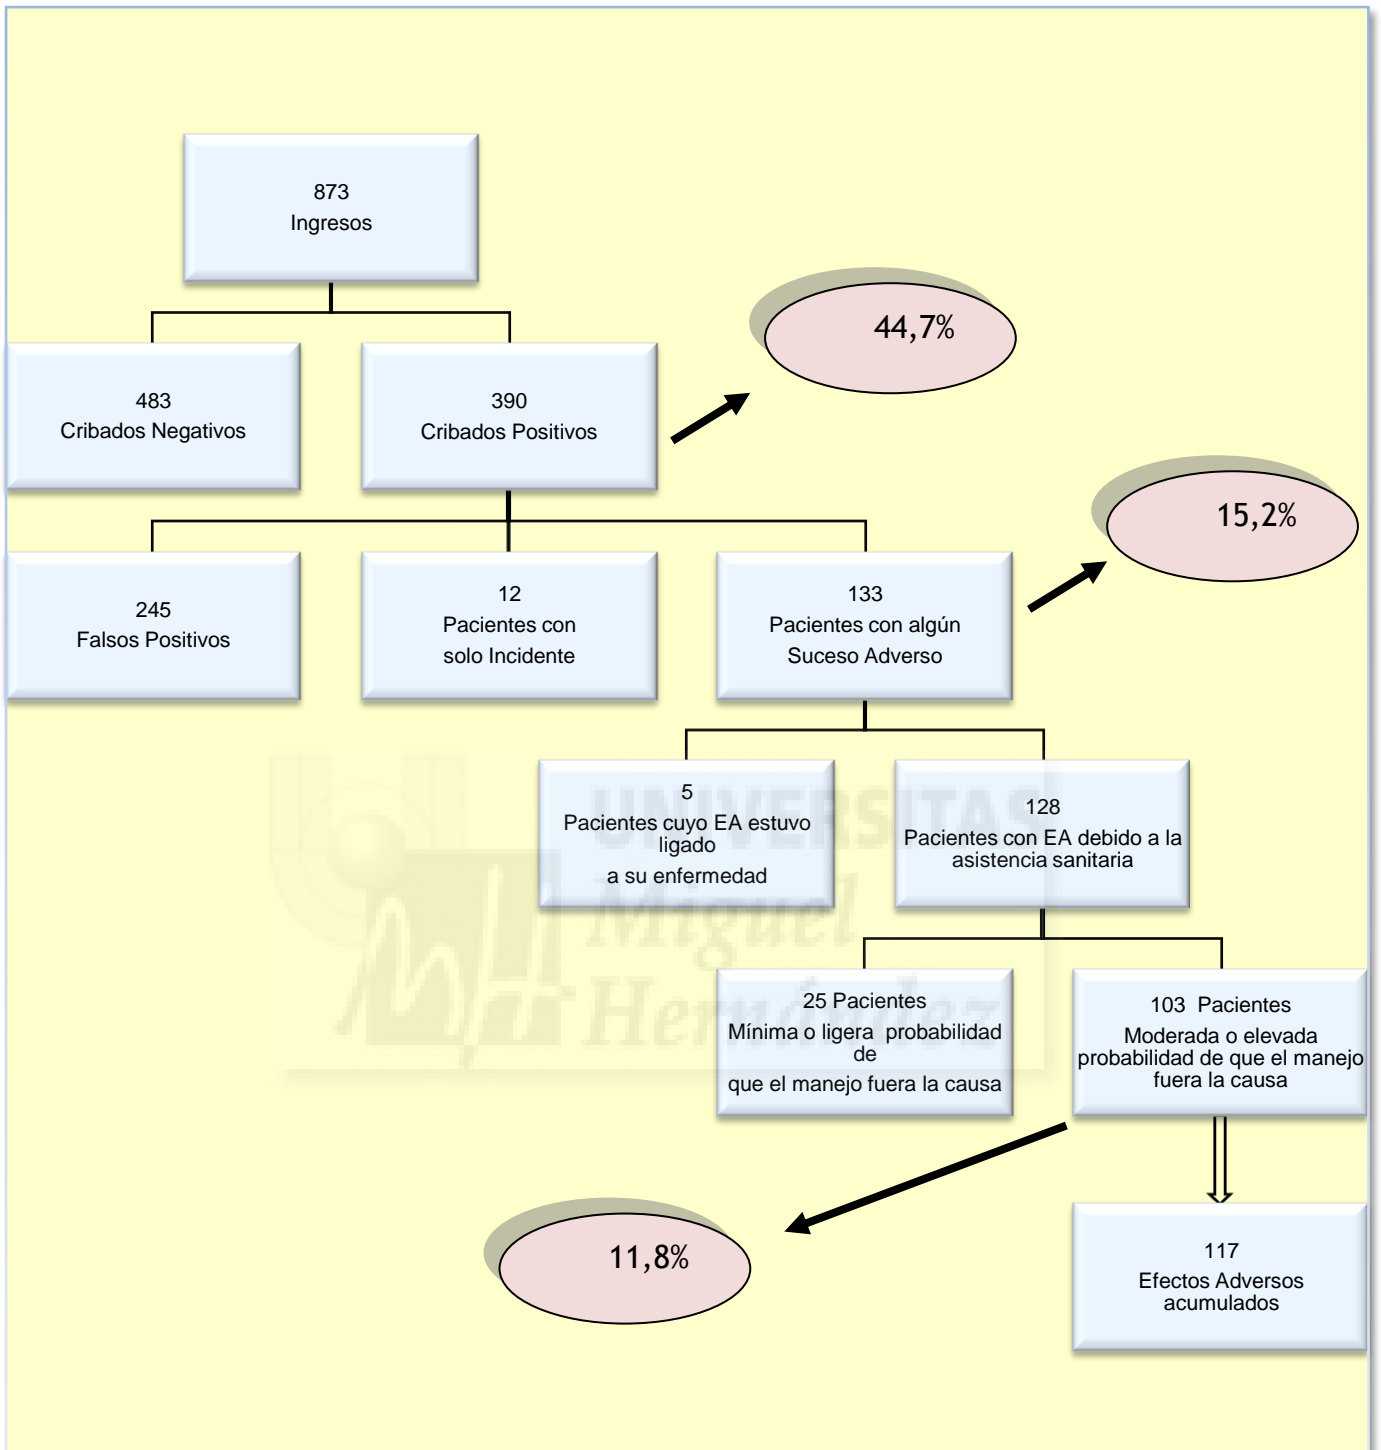 873
Ingresos
44,7%
483
Cribados Negativos
390
Cribados Positivos
15,2%
245
Falsos Positivos
12
Pacientes con
solo Incidente
133
Pacientes con algún
Suceso Adverso
5
Pacientes cuyo EA estuvo
ligado
a su enfermedad
128
Pacientes con EA debido a la
asistencia sanitaria
UNIVERSITAS
Miguel
Hernández
25 Pacientes
Mínima o ligera probabilidad
de
que el manejo fuera la causa
103 Pacientes
Moderada o elevada
probabilidad de que el manejo
fuera la causa
11,8%
117
Efectos Adversos
acumulados